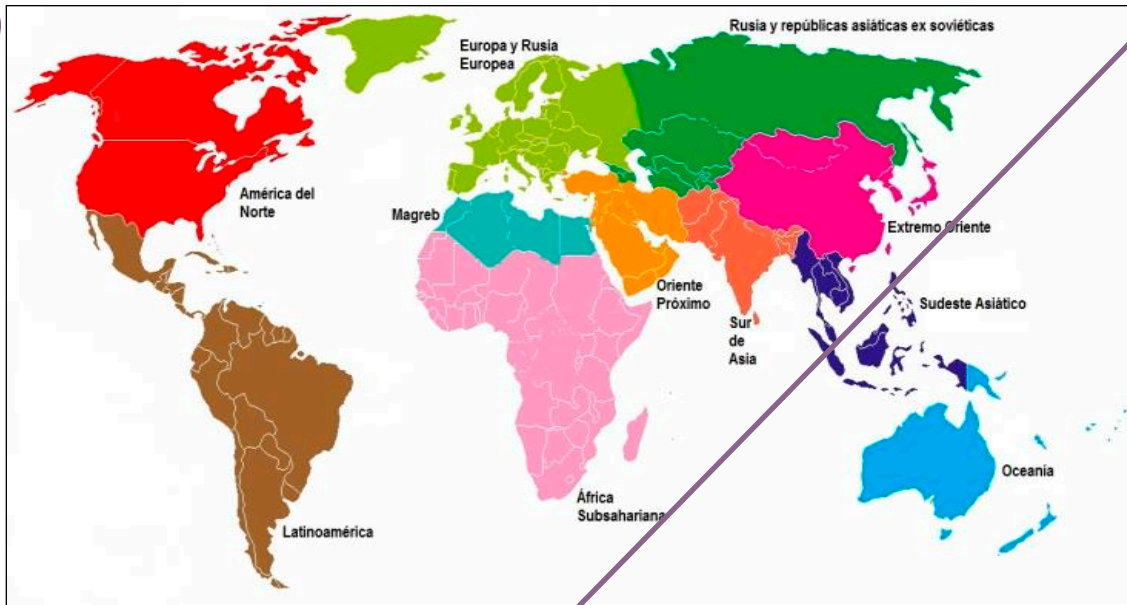 Rusia y repúblicas asiáticas ex soviéticas
Europa y Rusia
Europea
América del
Norte
Magreb
Extremo Oriente
Oriente
Próximo
Sudeste Asiático
Sur
de
Asia
Oceanía
África
Subsahariana
Latinoamérica